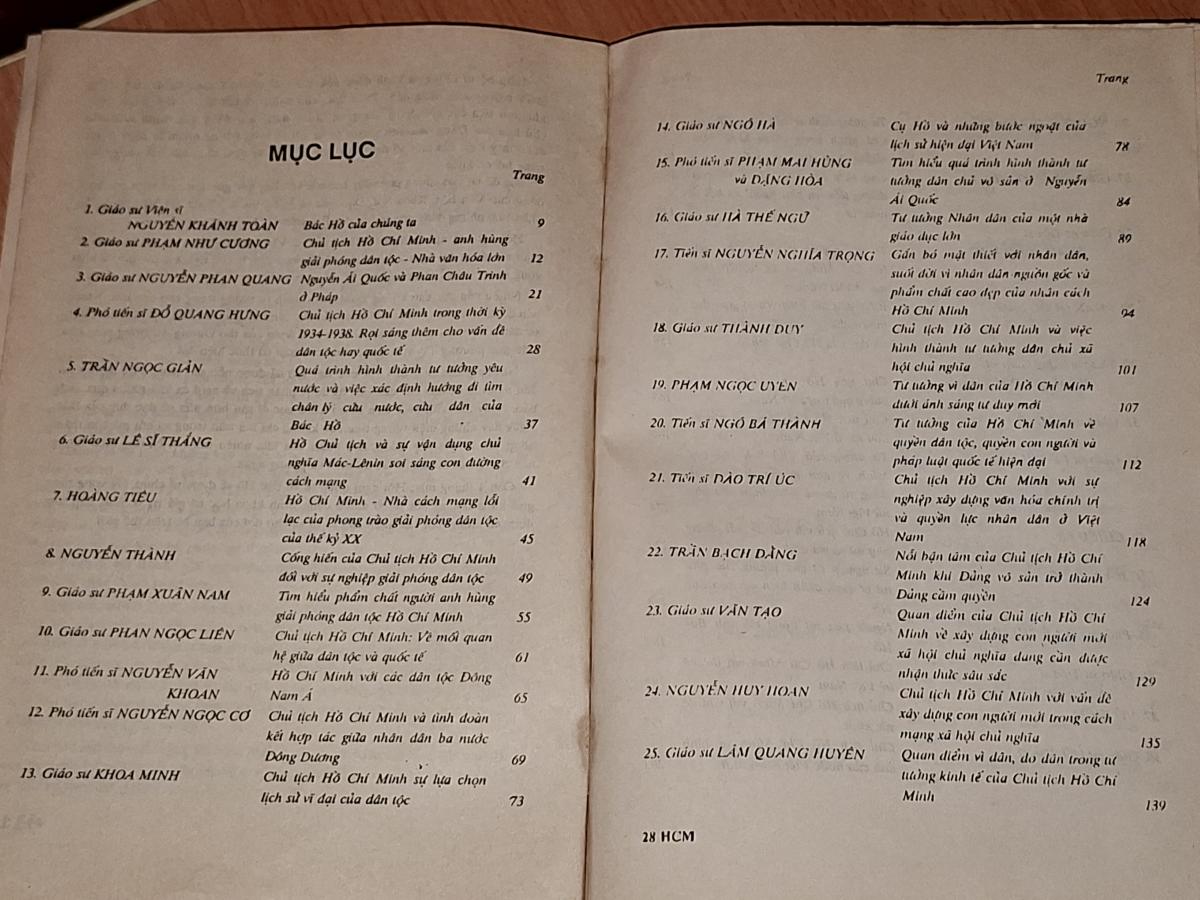 MỤC LỤC
Trang
1. Giáo sư Viện sĩ
NGUYỄN KHÁNH TOÀN Bác Hồ của chúng ta 9
2. Giáo sư PHẠM NHƯ CƯƠNG Chủ tịch Hồ Chí Minh - anh hùng
giải phóng dân tộc - Nhà văn hóa lớn 12
3. Giáo sư NGUYỄN PHAN QUANG Nguyễn Ái Quốc và Phan Châu Trinh
ở Pháp 21
4. Phó tiến sĩ ĐỖ QUANG HƯNG Chủ tịch Hồ Chí Minh trong thời kỳ
1934-1938. Rọi sáng thêm cho vấn đề
dân tộc hay quốc tế 28
5. TRẦN NGỌC GIẢN Quá trình hình thành tư tưởng yêu
nước và việc xác định hướng đi tìm
chân lý cứu nước, cứu dân của
Bác Hồ 37
6. Giáo sư LÊ SĨ THẮNG Hồ Chủ tịch và sự vận dụng chủ
nghĩa Mác-Lênin soi sáng con đường
cách mạng 41
7. HOÀNG TIÊU Hồ Chí Minh - Nhà cách mạng lỗi
lạc của phong trào giải phóng dân tộc
của thế kỷ XX 45
8. NGUYỄN THÀNH Cống hiến của Chủ tịch Hồ Chí Minh
đối với sự nghiệp giải phóng dân tộc 49
9. Giáo sư PHẠM XUÂN NAM Tìm hiểu phẩm chất người anh hùng
giải phóng dân tộc Hồ Chí Minh 55
10. Giáo sư PHAN NGỌC LIÊN Chủ tịch Hồ Chí Minh: Về mối quan
hệ giữa dân tộc và quốc tế 61
11. Phó tiến sĩ NGUYỄN VĂN Hồ Chí Minh với các dân tộc Đông
KHOAN Nam Á 65
12. Phó tiến sĩ NGUYỄN NGỌC CƠ Chủ tịch Hồ Chí Minh và tình đoàn
kết hợp tác giữa nhân dân ba nước
Đông Dương 69
13. Giáo sư KHOA MINH Chủ tịch Hồ Chí Minh sự lựa chọn
lịch sử vĩ đại của dân tộc 73
Trang
14. Giáo sư NGÔ HÀ Cụ Hồ và những bước ngoặt của
lịch sử hiện đại Việt Nam 78
15. Phó tiến sĩ PHẠM MAI HÙNG Tìm hiểu quá trình hình thành tư
và ĐẶNG HÒA tưởng dân chủ vô sản ở Nguyễn
Ái Quốc 84
16. Giáo sư HÀ THẾ NGỮ Tư tưởng Nhân dân của một nhà
giáo dục lớn 89
17. Tiến sĩ NGUYỄN NGHĨA TRỌNG Gắn bó mật thiết với nhân dân,
suốt đời vì nhân dân nguồn gốc và
phẩm chất cao đẹp của nhân cách
Hồ Chí Minh 94
18. Giáo sư THÀNH DUY Chủ tịch Hồ Chí Minh và việc
hình thành tư tưởng dân chủ xã
hội chủ nghĩa 101
19. PHẠM NGỌC UYỂN Tư tưởng vì dân của Hồ Chí Minh
dưới ánh sáng tư duy mới 107
20. Tiến sĩ NGÔ BÁ THÀNH Tư tưởng của Hồ Chí Minh về
quyền dân tộc, quyền con người và
pháp luật quốc tế hiện đại 112
21. Tiến sĩ ĐÀO TRÍ ÚC Chủ tịch Hồ Chí Minh với sự
nghiệp xây dựng văn hóa chính trị
và quyền lực nhân dân ở Việt
Nam 118
22. TRẦN BẠCH ĐẰNG Nỗi bận tâm của Chủ tịch Hồ Chí
Minh khi Đảng vô sản trở thành
Đảng cầm quyền 124
23. Giáo sư VĂN TẠO Quan điểm của Chủ tịch Hồ Chí
Minh về xây dựng con người mới
xã hội chủ nghĩa đang cần được
nhận thức sâu sắc 129
24. NGUYỄN HUY HOAN Chủ tịch Hồ Chí Minh với vấn đề
xây dựng con người mới trong cách
mạng xã hội chủ nghĩa 135
25. Giáo sư LÂM QUANG HUYÊN Quan điểm vì dân, do dân trong tư
tưởng kinh tế của Chủ tịch Hồ Chí
Minh 139
28 HCM